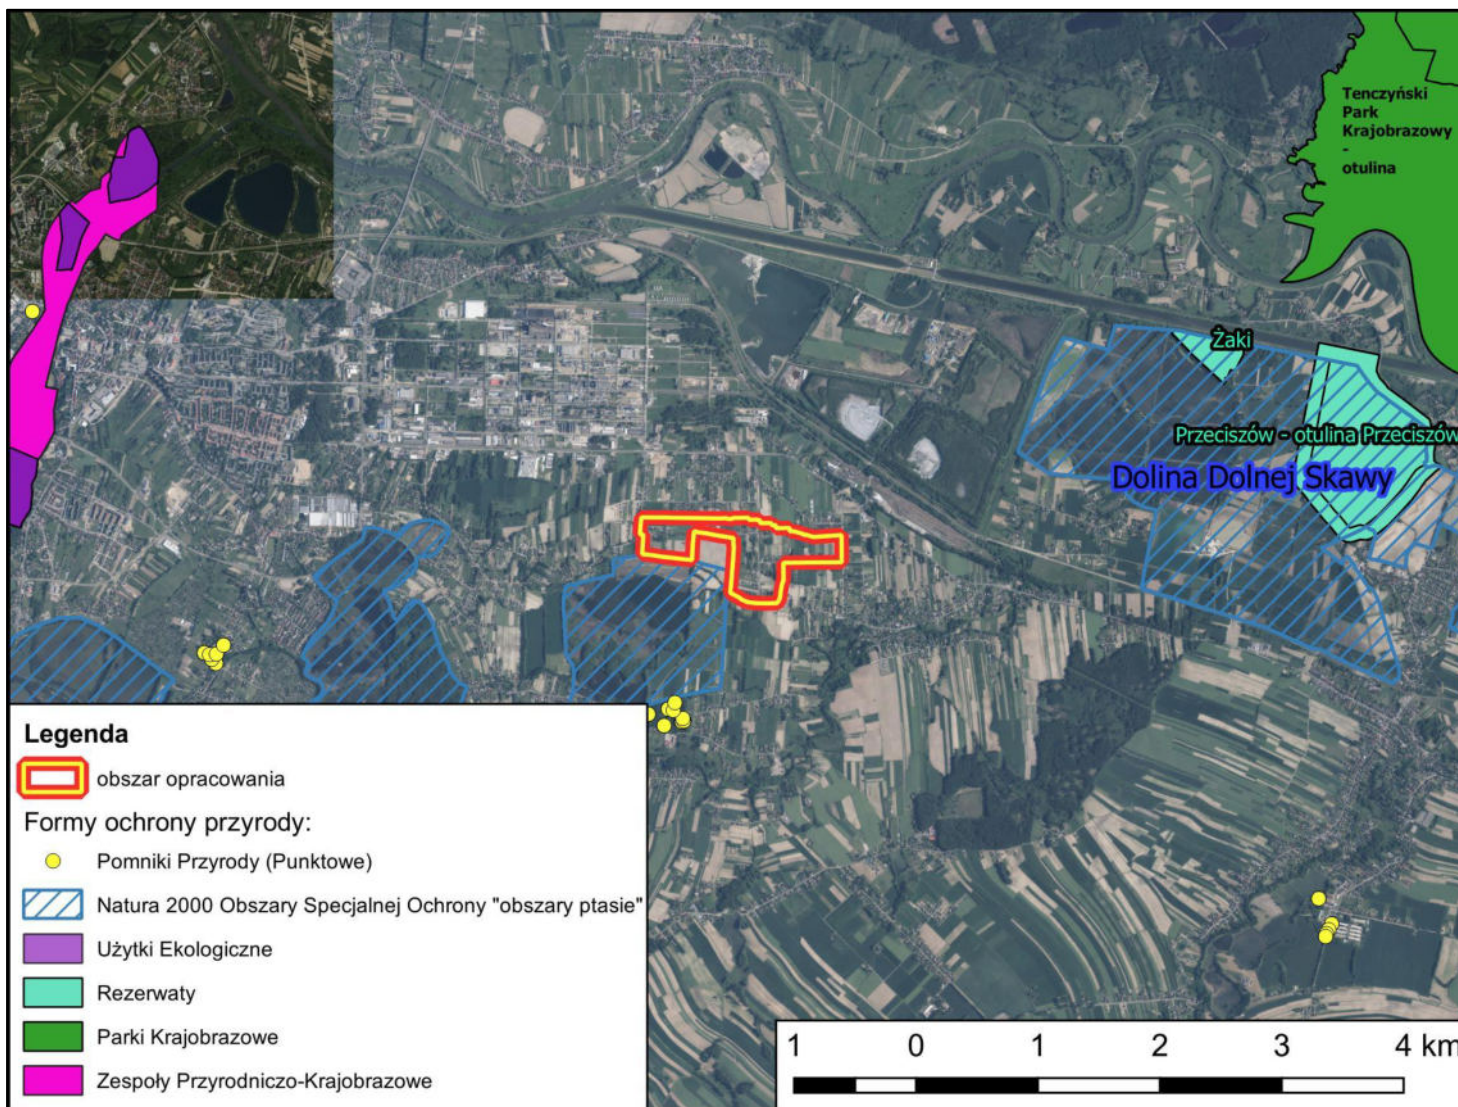 Tenczyński
Park
Krajobrazowy
-
otulina
Żaki
Przeciszów - otulina Przeciszów
Dolina Dolnej Skawy
Legenda
obszar opracowania
Formy ochrony przyrody:
Pomniki Przyrody (Punktowe)
Natura 2000 Obszary Specjalnej Ochrony "obszary ptasie"
Użytki Ekologiczne
Rezerwaty
Parki Krajobrazowe
Zespoły Przyrodniczo-Krajobrazowe
1 0 1 2 3 4 km